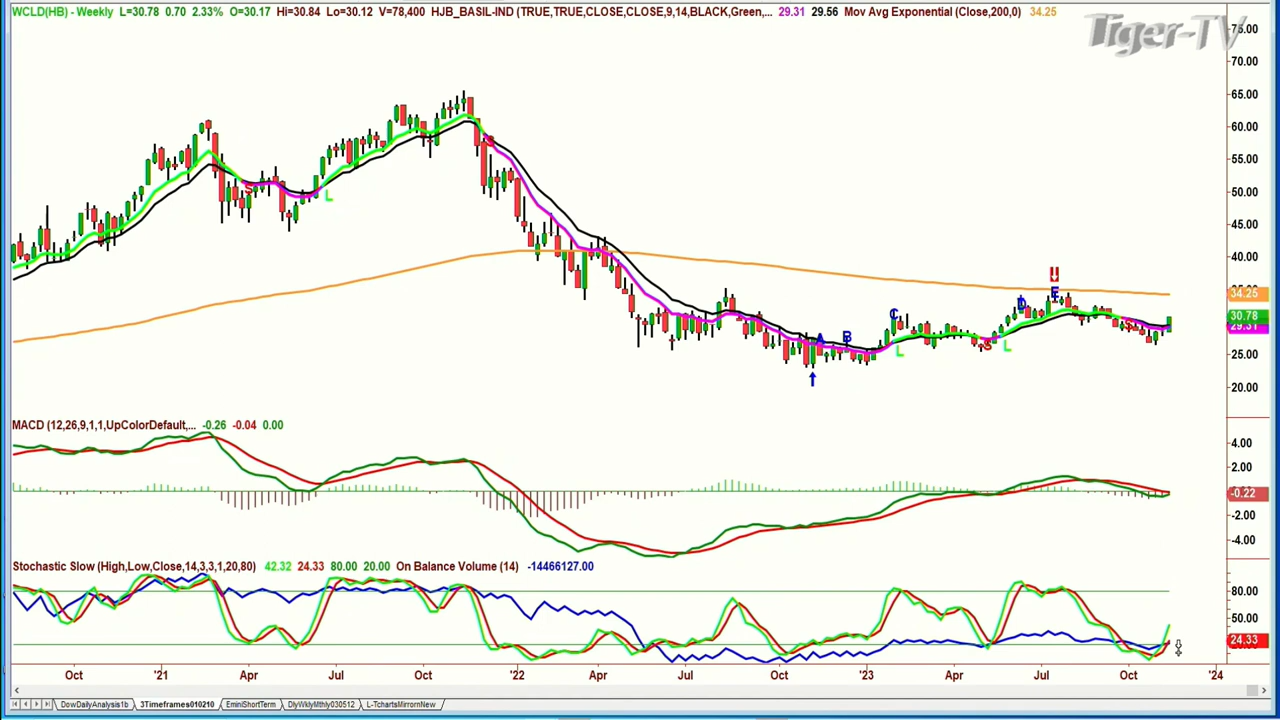 WCLD(HB) - Weekly L=30.78 0.70 2.33% O=30.17 Hi=30.84 Lo=30.12 V=78,400 HJB_BASIL-IND (TRUE,TRUE,CLOSE,CLOSE,9,14,BLACK,Green,... 29.31 29.56 Mov Avg Exponential (Close,200,0) 34.25
Tiger-TV
75.00
70.00
65.00
60.00
55.00
50.00
S
L
S
45.00
40.00
34.25
30.78
29.31
25.00
20.00
A
B
C
L
S
L
D
E
S
MACD (12,26,9,1,1,UpColorDefault,... -0.26 -0.04 0.00
4.00
2.00
-0.22
-2.00
-4.00
Stochastic Slow (High,Low,Close,14,3,3,1,20,80) 42.32 24.33 80.00 20.00 On Balance Volume (14) -14466127.00
80.00
50.00
24.33
Oct '21 Apr Jul Oct '22 Apr Jul Oct '23 Apr Jul Oct '24
DowDailyAnalysis1b 3Timeframes010210 EminiShortTerm DlyWklyMthly030512 L-TchartsMirrornNew